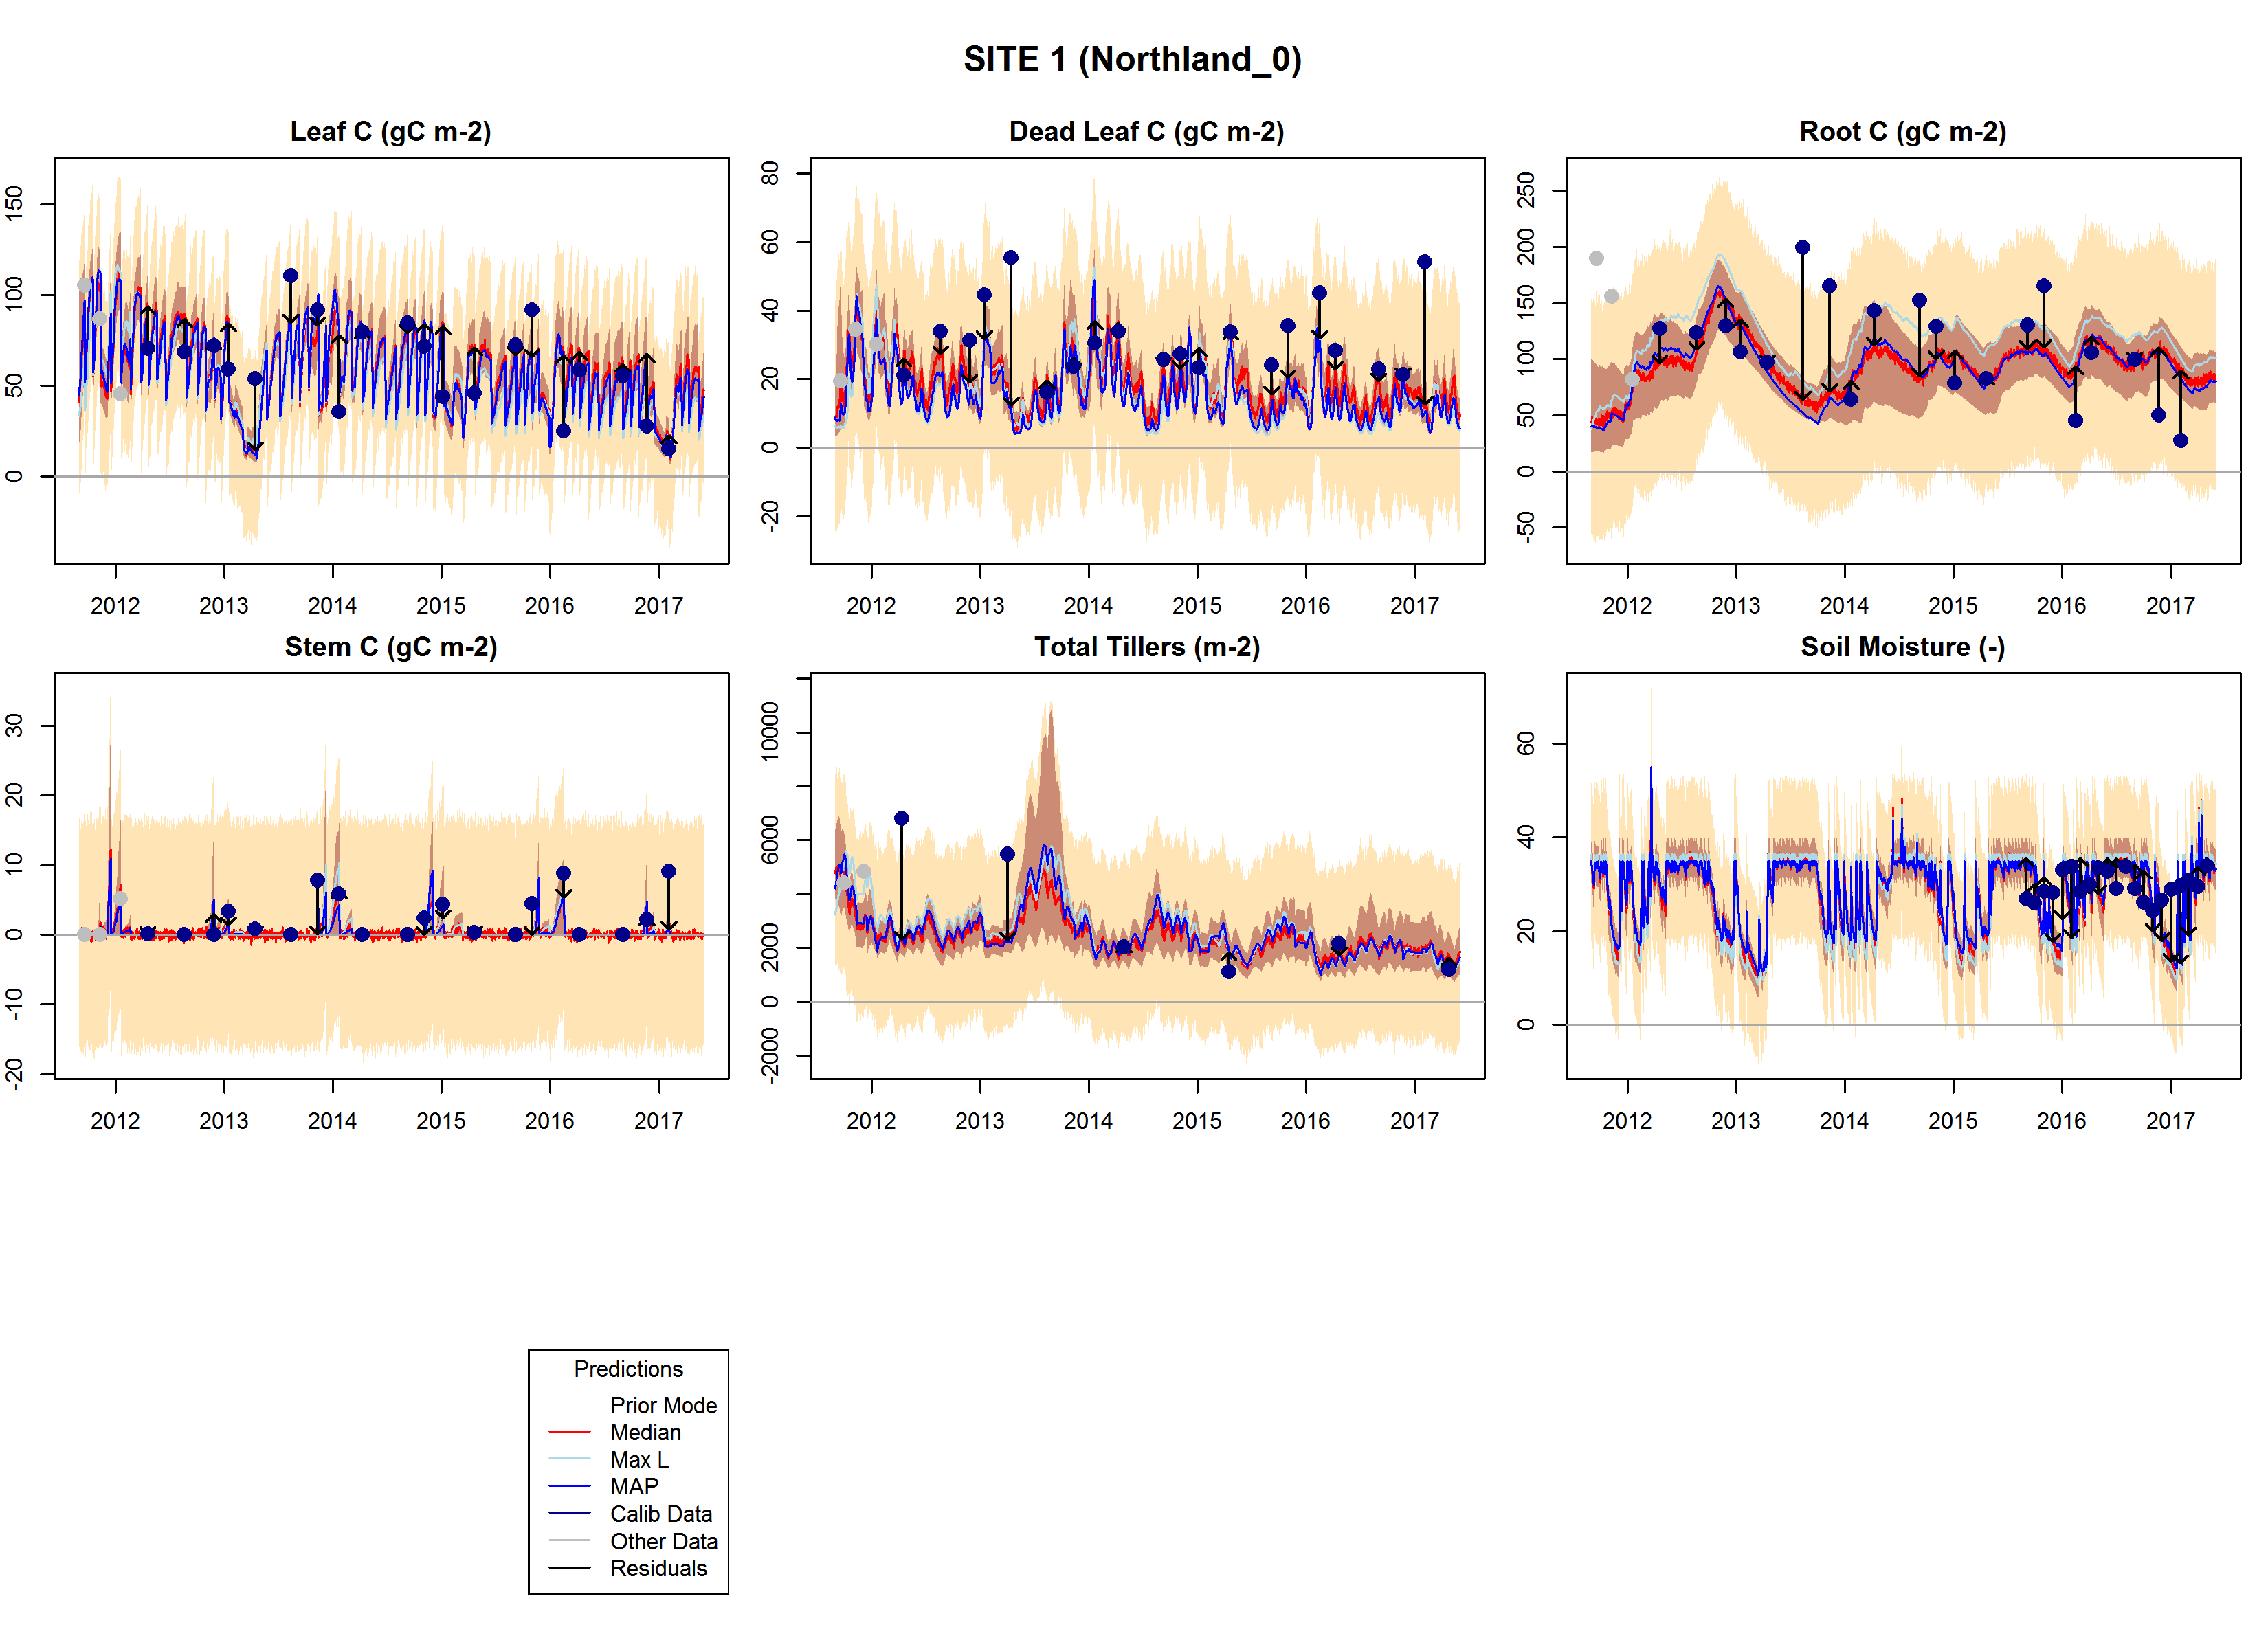 SITE 1 (Northland_0)
Leaf C (gC m-2)
Dead Leaf C (gC m-2)
Root C (gC m-2)
0 50 100 150
-20 0 20 40 60 80
-50 0 50 100 150 200 250
2012 2013 2014 2015 2016 2017
2012 2013 2014 2015 2016 2017
2012 2013 2014 2015 2016 2017
Stem C (gC m-2)
Total Tillers (m-2)
Soil Moisture (-)
-20 -10 0 10 20 30
-2000 0 2000 6000 10000
0 20 40 60
2012 2013 2014 2015 2016 2017
2012 2013 2014 2015 2016 2017
2012 2013 2014 2015 2016 2017
Predictions
Prior Mode
Median
Max L
MAP
Calib Data
Other Data
Residuals